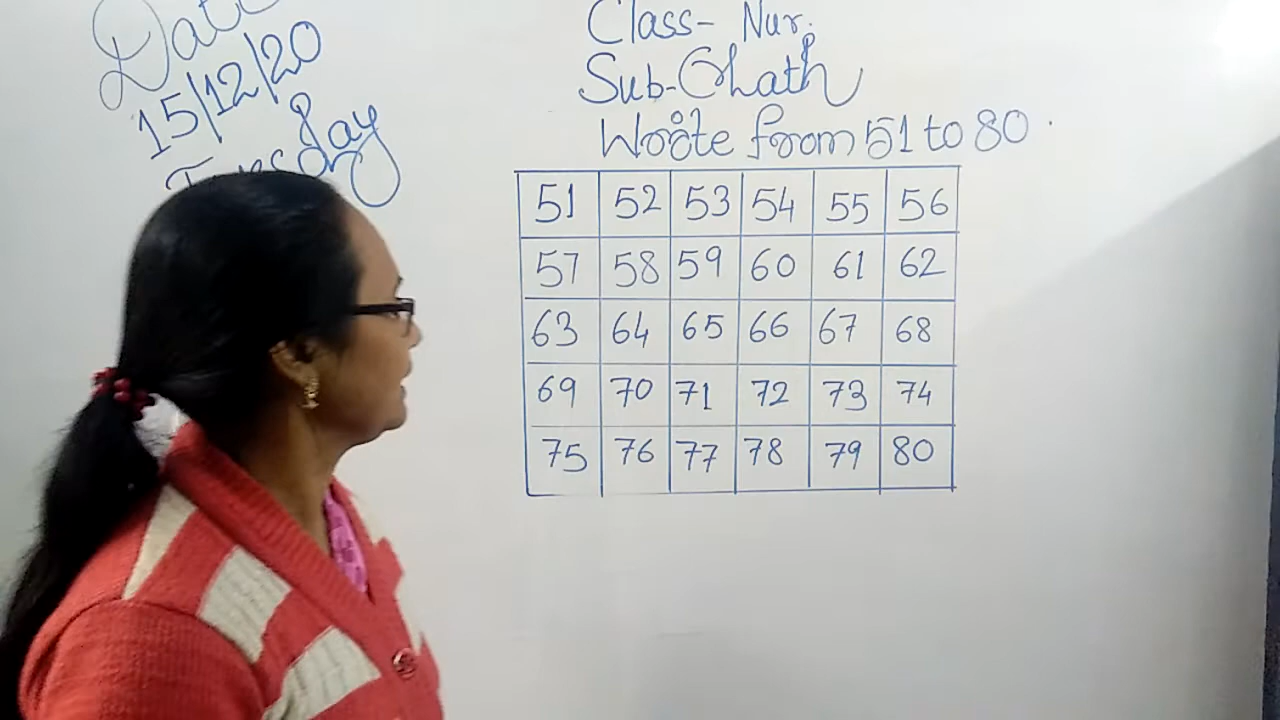 Date
15/12/20
Tuesday
Class- Nur.
Sub-Math
Write from 51 to 80
51 52 53 54 55 56
57 58 59 60 61 62
63 64 65 66 67 68
69 70 71 72 73 74
75 76 77 78 79 80